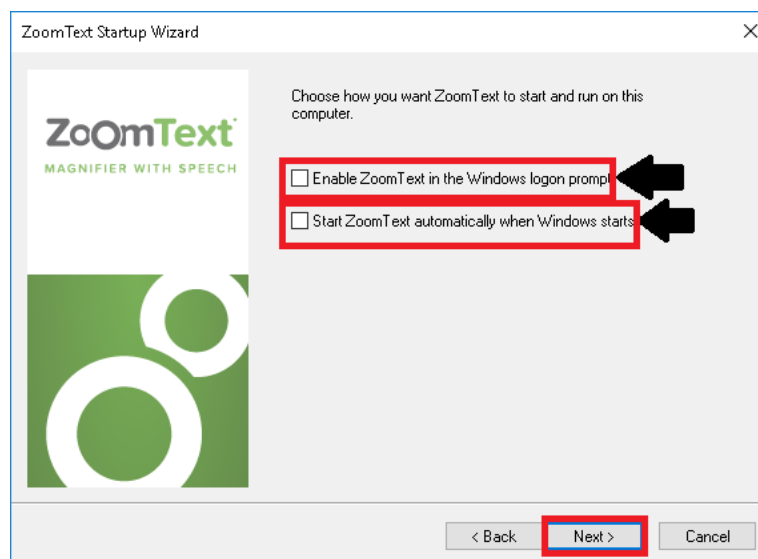 ZoomText Startup Wizard
ZoomText
MAGNIFIER WITH SPEECH
Choose how you want ZoomText to start and run on this
computer.
Enable ZoomText in the Windows logon prompt
Start ZoomText automatically when Windows starts
< Back
Next >
Cancel